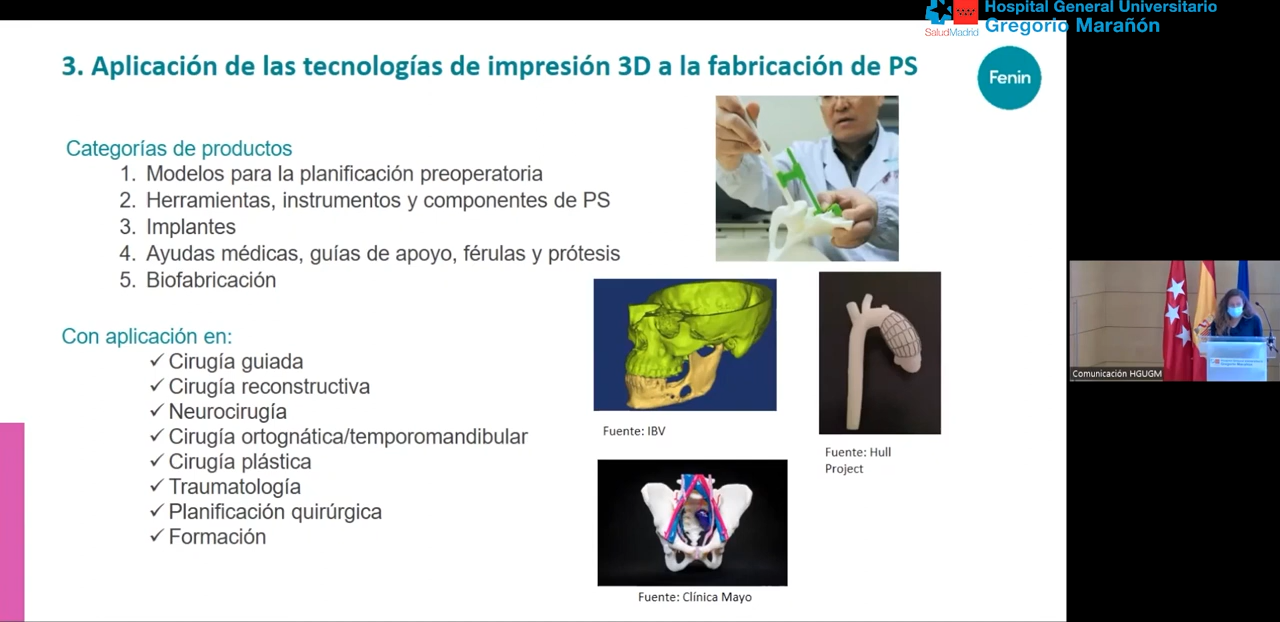 Hospital General Universitario
Gregorio Marañón
SaludMadrid
3. Aplicación de las tecnologías de impresión 3D a la fabricación de PS
Fenin
Categorías de productos
1. Modelos para la planificación preoperatoria
2. Herramientas, instrumentos y componentes de PS
3. Implantes
4. Ayudas médicas, guías de apoyo, férulas y prótesis
5. Biofabricación
Con aplicación en:
✓ Cirugía guiada
✓ Cirugía reconstructiva
✓ Neurocirugía
✓ Cirugía ortognática/temporomandibular
✓ Cirugía plástica
✓ Traumatología
✓ Planificación quirúrgica
✓ Formación
Fuente: IBV
Fuente: Hull
Project
Fuente: Clínica Mayo
Comunicación HGUGM